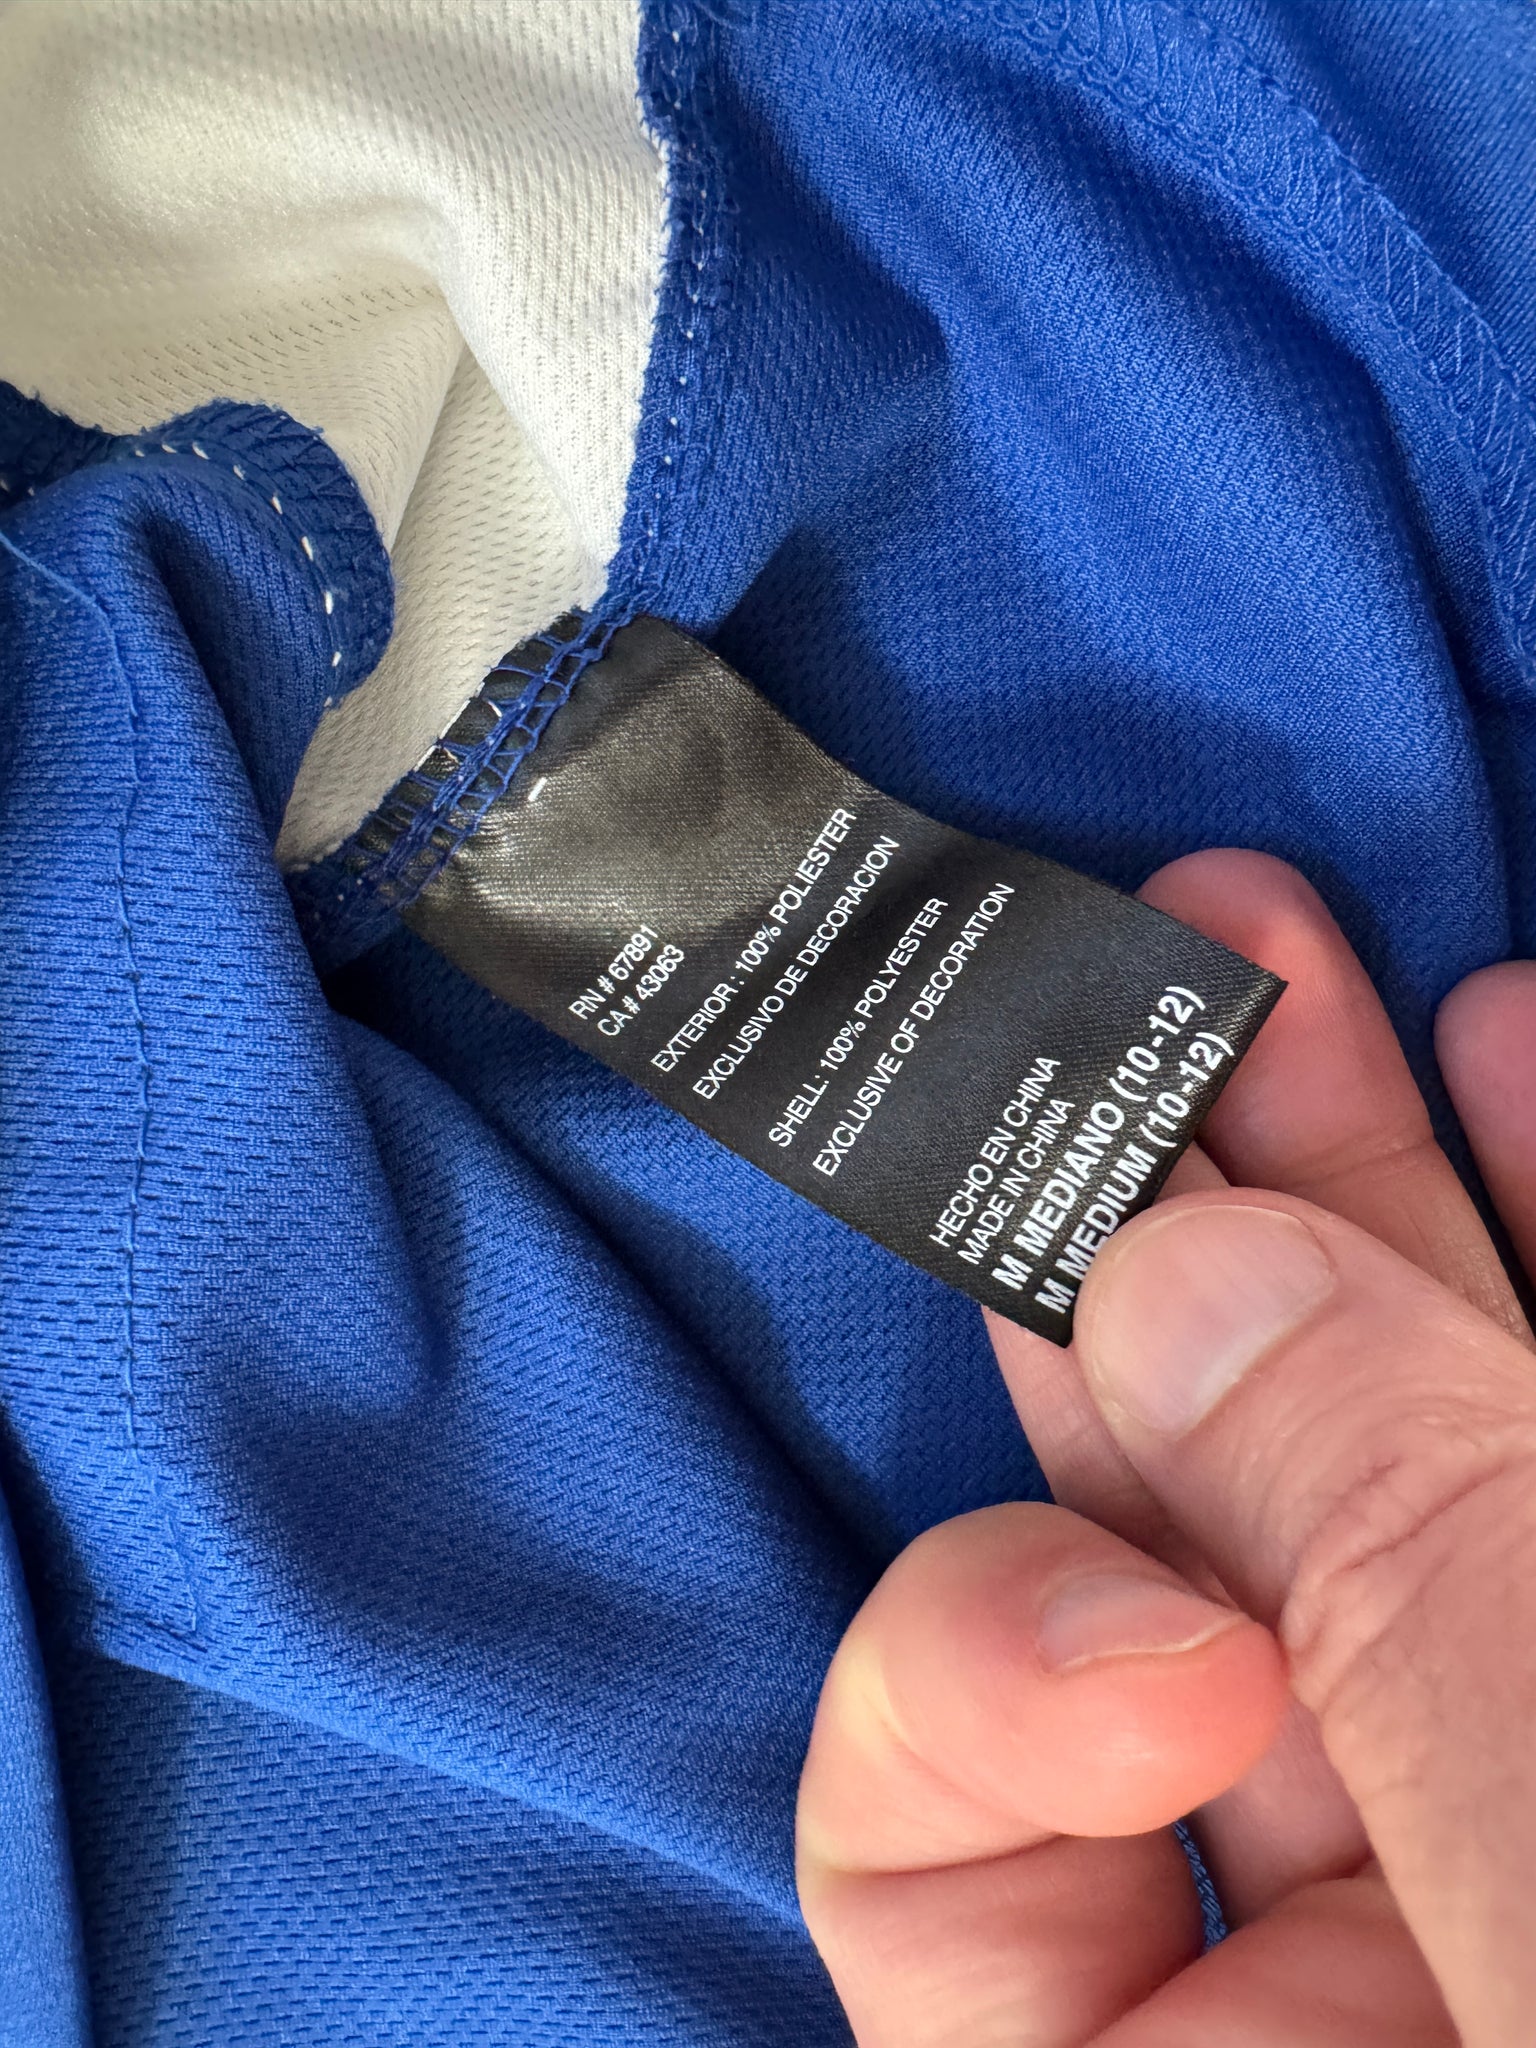 RN # 67891
CA # 43063
EXTERIOR: 100% POLIESTER
EXCLUSIVO DE DECORACION
SHELL: 100% POLYESTER
EXCLUSIVE OF DECORATION
HECHO EN CHINA
MADE IN CHINA
M MEDIANO (10-12)
M MEDIUM (10-12)